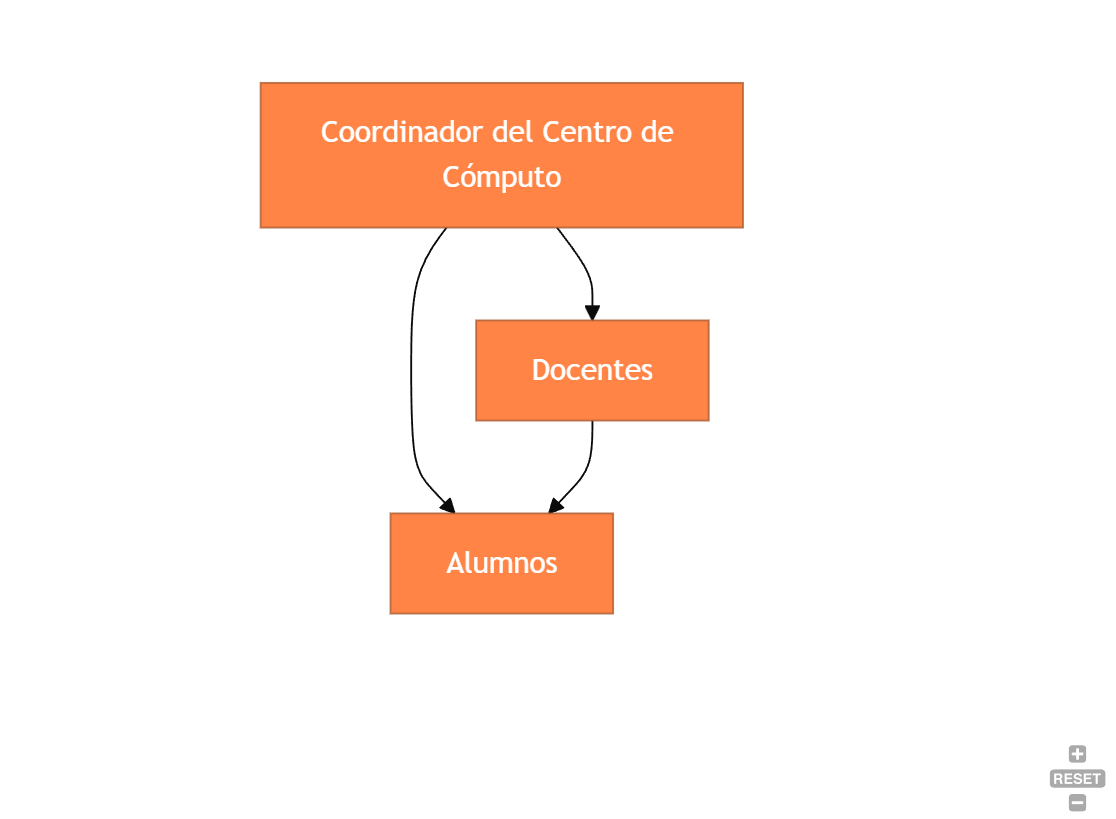 Coordinador del Centro de
Cómputo
Docentes
Alumnos
RESET